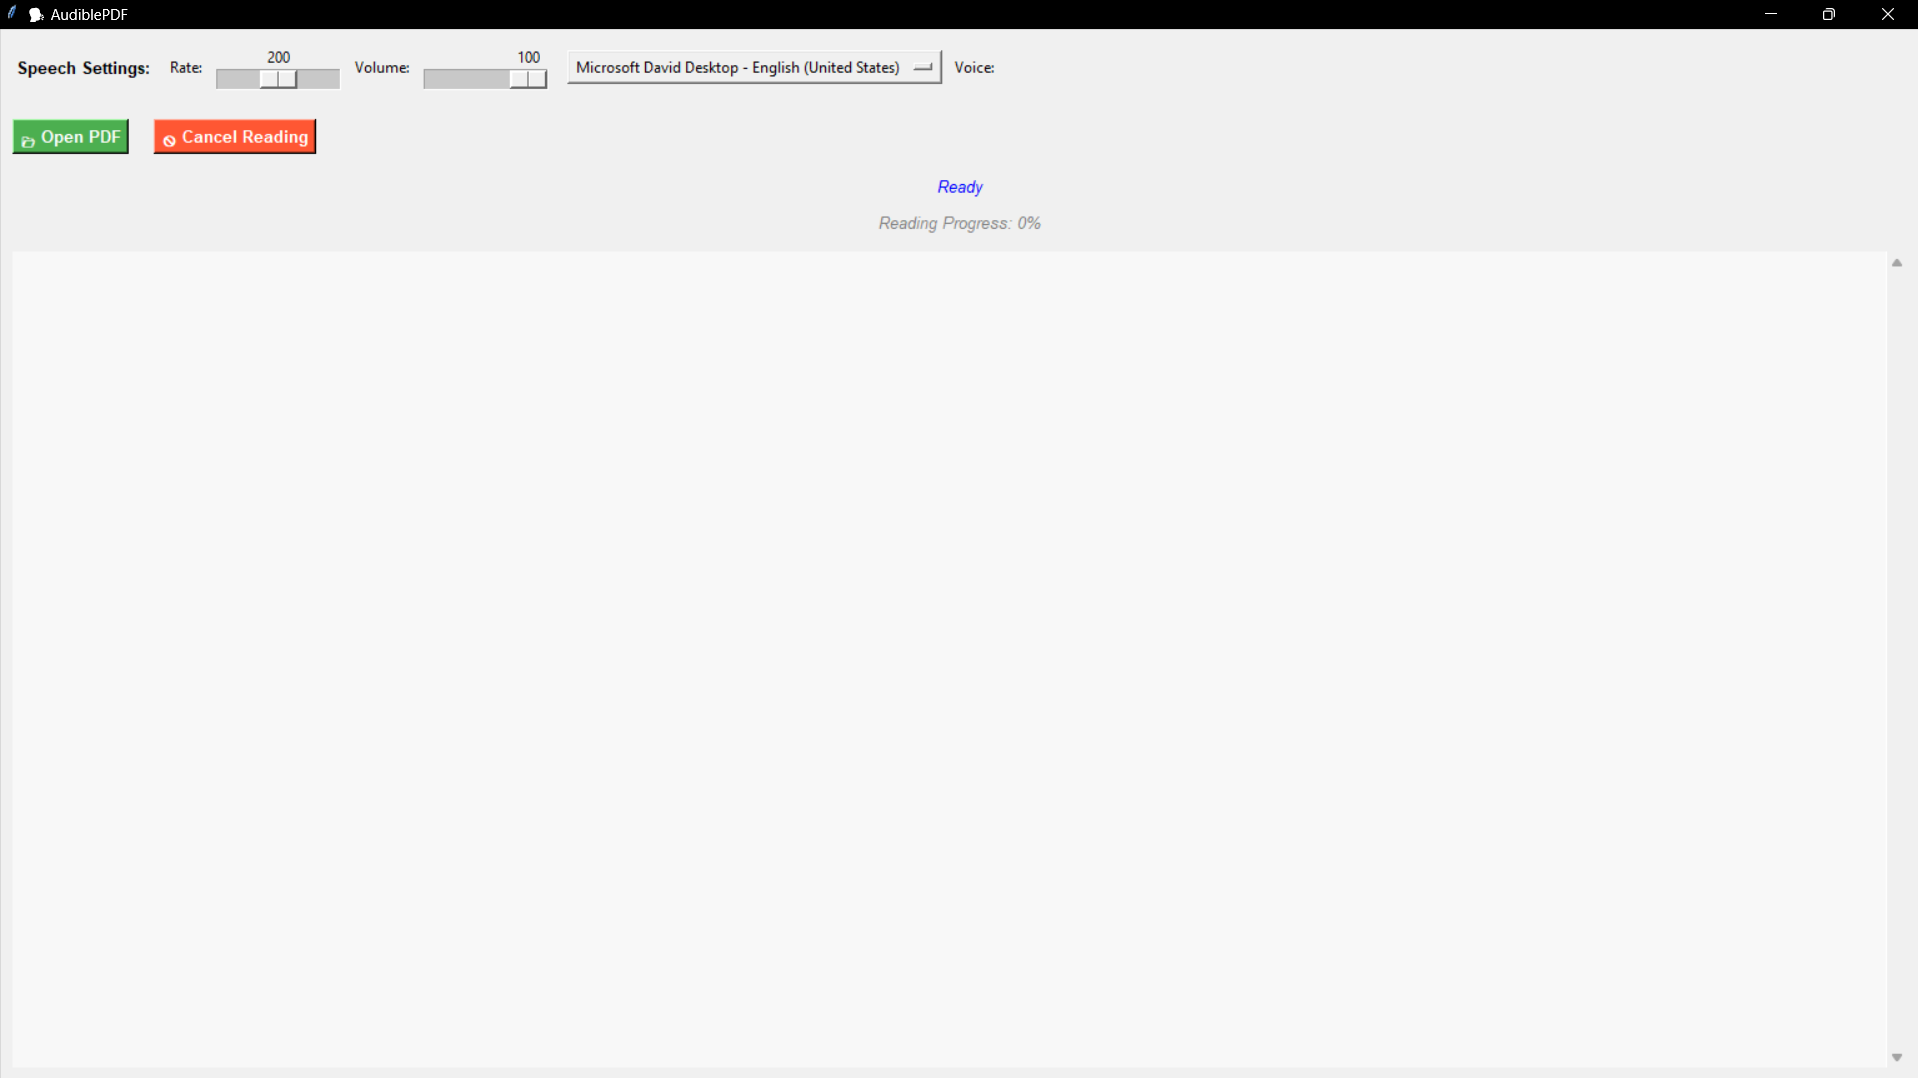 AudiblePDF
200 100
Speech Settings: Rate: Volume: Microsoft David Desktop - English (United States) Voice:
Open PDF Cancel Reading
Ready
Reading Progress: 0%